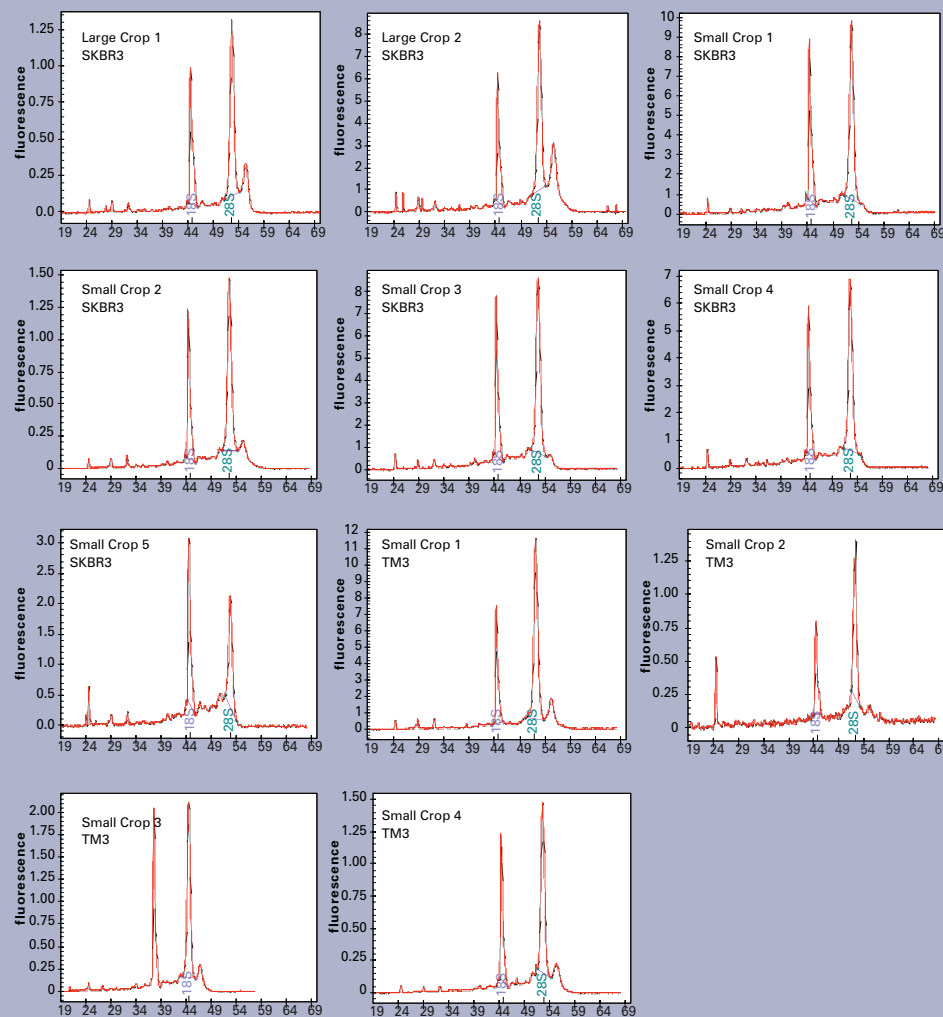 Large Crop 1
SKBR3
fluorescence
1.25
1.00
0.75
0.50
0.25
0.0
18S
28S
19 24 29 34 39 44 49 54 59 64 69
Large Crop 2
SKBR3
fluorescence
8
7
6
5
4
3
2
1
0
18S
28S
19 24 29 34 39 44 49 54 59 64 69
Small Crop 1
SKBR3
fluorescence
10
9
8
7
6
5
4
3
2
1
0
18S
28S
19 24 29 34 39 44 49 54 59 64 69
Small Crop 2
SKBR3
fluorescence
1.50
1.25
1.00
0.75
0.50
0.25
0
18S
28S
19 24 29 34 39 44 49 54 59 64 69
Small Crop 3
SKBR3
fluorescence
8
7
6
5
4
3
2
1
0
18S
28S
19 24 29 34 39 44 49 54 59 64 69
Small Crop 4
SKBR3
fluorescence
7
6
5
4
3
2
1
0
18S
28S
19 24 29 34 39 44 49 54 59 64 69
Small Crop 5
SKBR3
fluorescence
3.0
2.5
2.0
1.5
1.0
0.5
0.0
18S
28S
19 24 29 34 39 44 49 54 59 64 69
Small Crop 1
TM3
fluorescence
12
11
10
9
8
7
6
5
4
3
2
1
0
18S
28S
19 24 29 34 39 44 49 54 59 64 69
Small Crop 2
TM3
fluorescence
1.25
1.00
0.75
0.50
0.25
0
18S
28S
19 24 29 34 39 44 49 54 59 64 69
Small Crop 3
TM3
fluorescence
2.00
1.75
1.50
1.25
1.00
0.75
0.50
0.25
0
18S
19 24 29 34 39 44 49 54 59 64 69
Small Crop 4
TM3
fluorescence
1.50
1.25
1.00
0.75
0.50
0.25
0
18S
28S
19 24 29 34 39 44 49 54 59 64 69